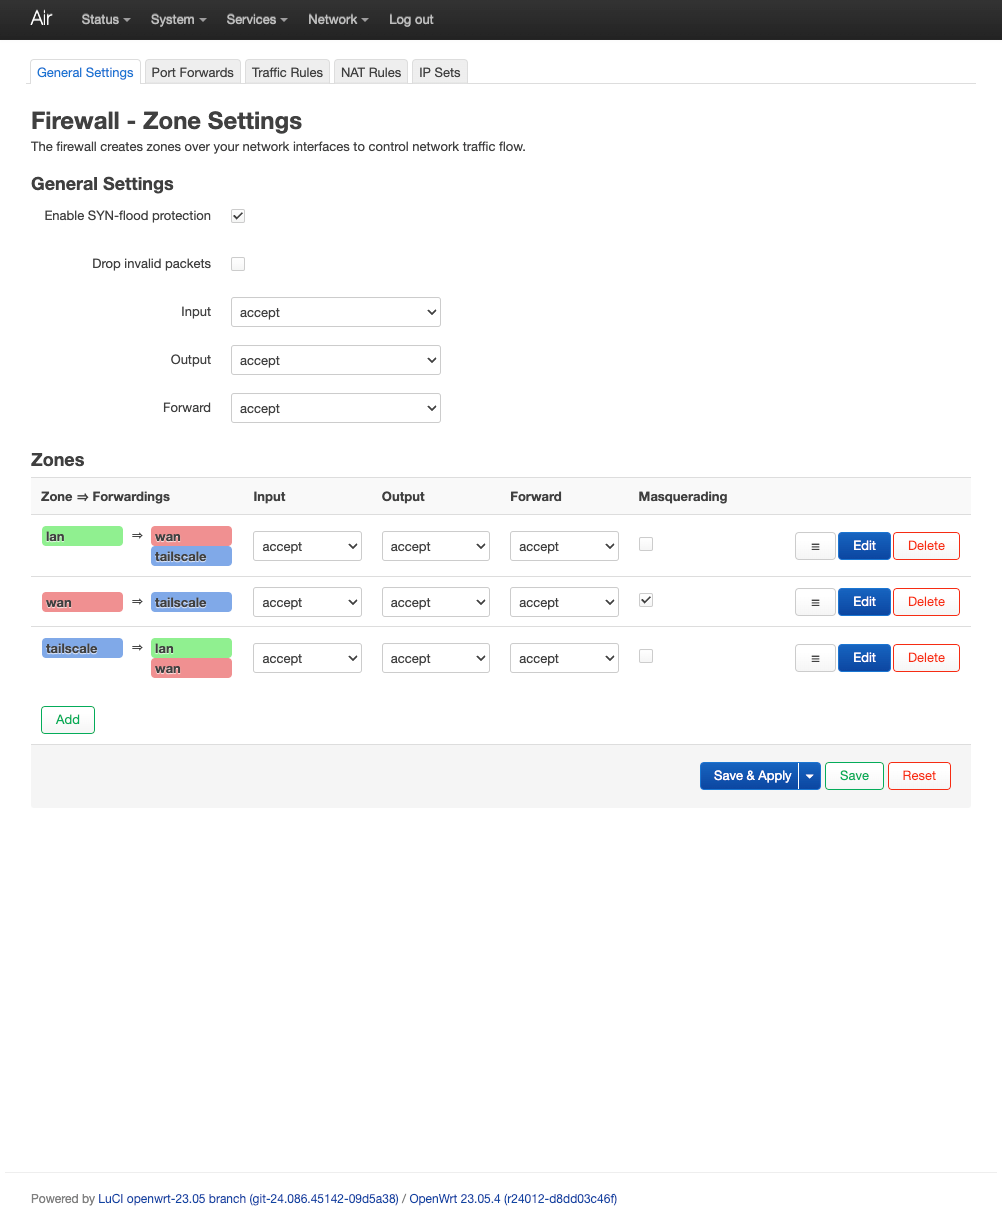 Air Status System Services Network Log out
General Settings Port Forwards Traffic Rules NAT Rules IP Sets
Firewall - Zone Settings
The firewall creates zones over your network interfaces to control network traffic flow.
General Settings
Enable SYN-flood protection
Drop invalid packets
Input accept
Output accept
Forward accept
Zones
Zone ⇒ Forwardings Input Output Forward Masquerading
lan ⇒ wan accept accept accept ≡ Edit Delete
tailscale
wan ⇒ tailscale accept accept accept ≡ Edit Delete
tailscale ⇒ lan accept accept accept ≡ Edit Delete
wan
Add
Save & Apply Save Reset
Powered by LuCI openwrt-23.05 branch (git-24.086.45142-09d5a38) / OpenWrt 23.05.4 (r24012-d8dd03c46f)